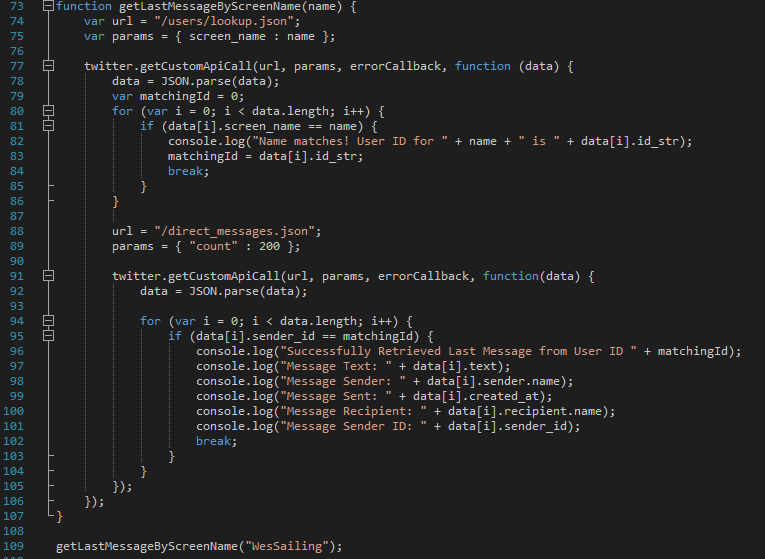 73 function getLastMessageByScreenName(name) {
74 var url = "/users/lookup.json";
75 var params = { screen_name : name };
76
77 twitter.getCustomApiCall(url, params, errorCallback, function (data) {
78 data = JSON.parse(data);
79 var matchingId = 0;
80 for (var i = 0; i < data.length; i++) {
81 if (data[i].screen_name == name) {
82 console.log("Name matches! User ID for " + name + " is " + data[i].id_str);
83 matchingId = data[i].id_str;
84 break;
85 }
86 }
87
88 url = "/direct_messages.json";
89 params = { "count" : 200 };
90
91 twitter.getCustomApiCall(url, params, errorCallback, function(data) {
92 data = JSON.parse(data);
93
94 for (var i = 0; i < data.length; i++) {
95 if (data[i].sender_id == matchingId) {
96 console.log("Successfully Retrieved Last Message from User ID " + matchingId);
97 console.log("Message Text: " + data[i].text);
98 console.log("Message Sender: " + data[i].sender.name);
99 console.log("Message Sent: " + data[i].created_at);
100 console.log("Message Recipient: " + data[i].recipient.name);
101 console.log("Message Sender ID: " + data[i].sender_id);
102 break;
103 }
104 }
105 });
106 });
107 }
108
109 getLastMessageByScreenName("WesSailing");